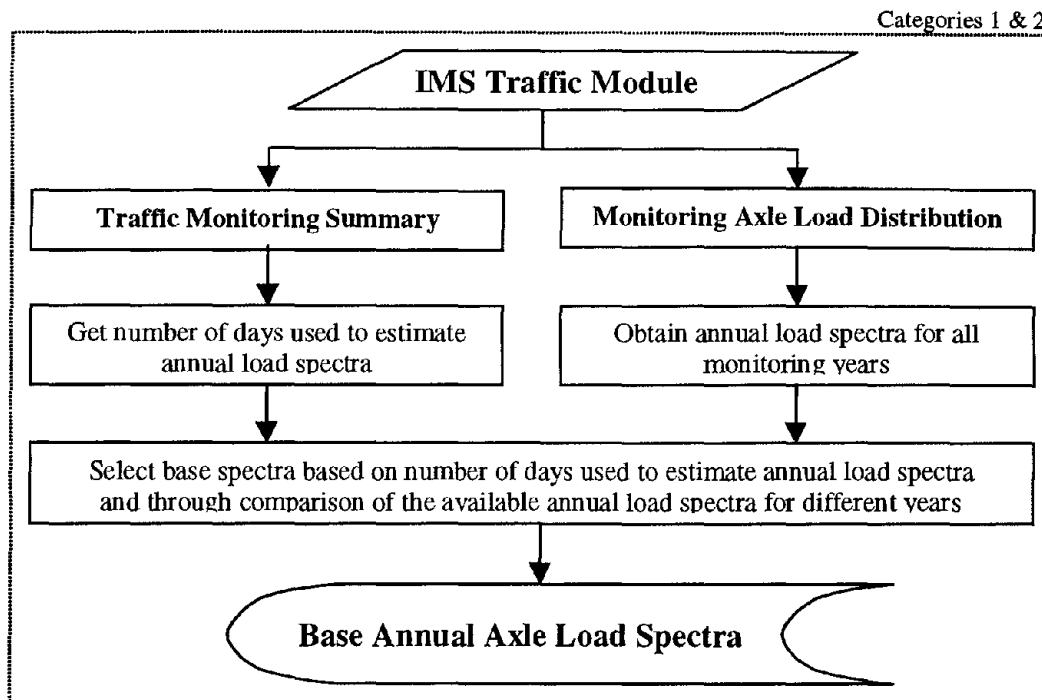 Categories 1 & 2
IMS Traffic Module
Traffic Monitoring Summary
Monitoring Axle Load Distribution
Get number of days used to estimate
annual load spectra
Obtain annual load spectra for all
monitoring years
Select base spectra based on number of days used to estimate annual load spectra
and through comparison of the available annual load spectra for different years
Base Annual Axle Load Spectra